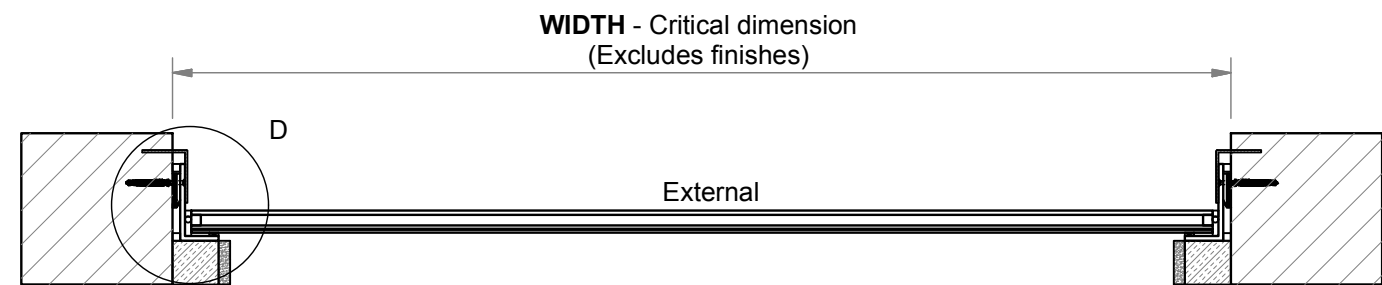 WIDTH - Critical dimension
(Excludes finishes)
D
External